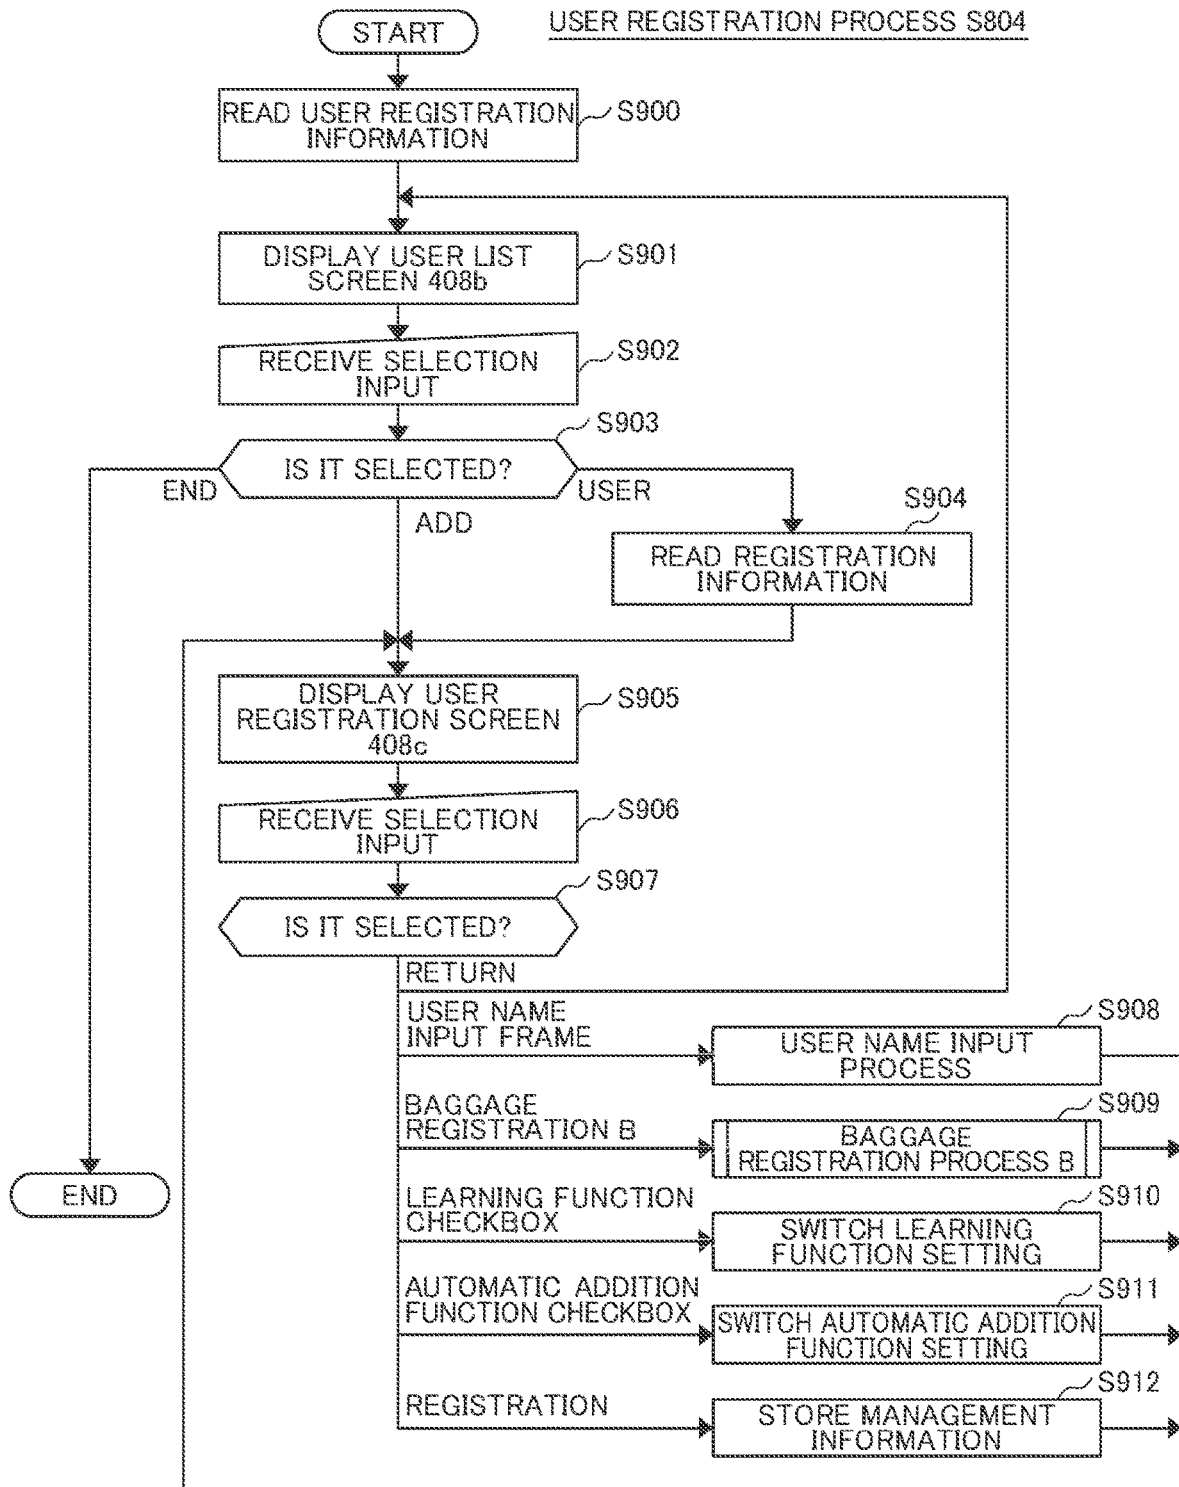 USER REGISTRATION PROCESS S804
START
READ USER REGISTRATION
INFORMATION
S900
DISPLAY USER LIST
SCREEN 408b
S901
RECEIVE SELECTION
INPUT
S902
S903
IS IT SELECTED?
END
USER
ADD
S904
READ REGISTRATION
INFORMATION
DISPLAY USER
REGISTRATION SCREEN
408c
S905
RECEIVE SELECTION
INPUT
S906
S907
IS IT SELECTED?
RETURN
USER NAME
INPUT FRAME
S908
USER NAME INPUT
PROCESS
BAGGAGE
REGISTRATION B
S909
BAGGAGE
REGISTRATION PROCESS B
END
LEARNING FUNCTION
CHECKBOX
S910
SWITCH LEARNING
FUNCTION SETTING
AUTOMATIC ADDITION
FUNCTION CHECKBOX
S911
SWITCH AUTOMATIC ADDITION
FUNCTION SETTING
REGISTRATION
S912
STORE MANAGEMENT
INFORMATION